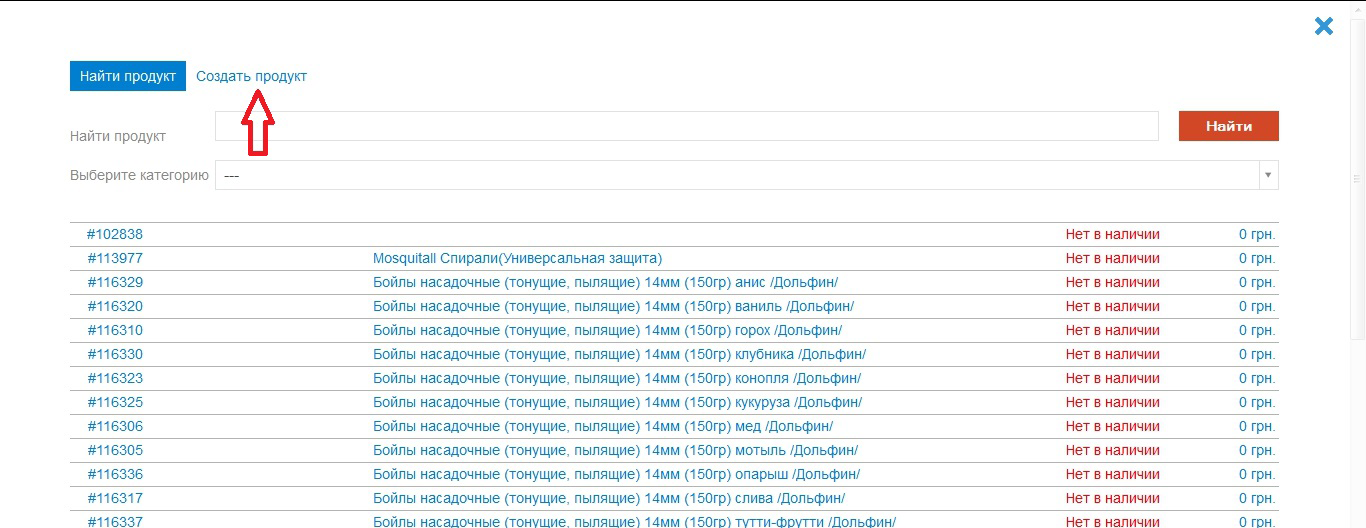 Найти продукт Создать продукт
Найти продукт Найти
Выберите категорию ---
#102838 Нет в наличии 0 грн.
#113977 Mosquitall Спирали(Универсальная защита) Нет в наличии 0 грн.
#116329 Бойлы насадочные (тонущие, пылящие) 14мм (150гр) анис /Дольфин/ Нет в наличии 0 грн.
#116320 Бойлы насадочные (тонущие, пылящие) 14мм (150гр) ваниль /Дольфин/ Нет в наличии 0 грн.
#116310 Бойлы насадочные (тонущие, пылящие) 14мм (150гр) горох /Дольфин/ Нет в наличии 0 грн.
#116330 Бойлы насадочные (тонущие, пылящие) 14мм (150гр) клубника /Дольфин/ Нет в наличии 0 грн.
#116323 Бойлы насадочные (тонущие, пылящие) 14мм (150гр) конопля /Дольфин/ Нет в наличии 0 грн.
#116325 Бойлы насадочные (тонущие, пылящие) 14мм (150гр) кукуруза /Дольфин/ Нет в наличии 0 грн.
#116306 Бойлы насадочные (тонущие, пылящие) 14мм (150гр) мед /Дольфин/ Нет в наличии 0 грн.
#116305 Бойлы насадочные (тонущие, пылящие) 14мм (150гр) мотыль /Дольфин/ Нет в наличии 0 грн.
#116336 Бойлы насадочные (тонущие, пылящие) 14мм (150гр) опарыш /Дольфин/ Нет в наличии 0 грн.
#116317 Бойлы насадочные (тонущие, пылящие) 14мм (150гр) слива /Дольфин/ Нет в наличии 0 грн.
#116337 Бойлы насадочные (тонущие, пылящие) 14мм (150гр) тутти-фрутти /Дольфин/ Нет в наличии 0 грн.